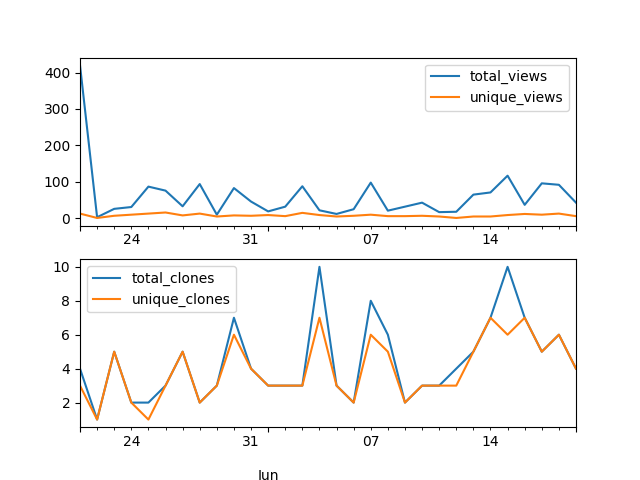 400
300
200
100
0
total_views
unique_views
24 31 07 14
10
8
6
4
2
total_clones
unique_clones
24 31 07 14
Jun